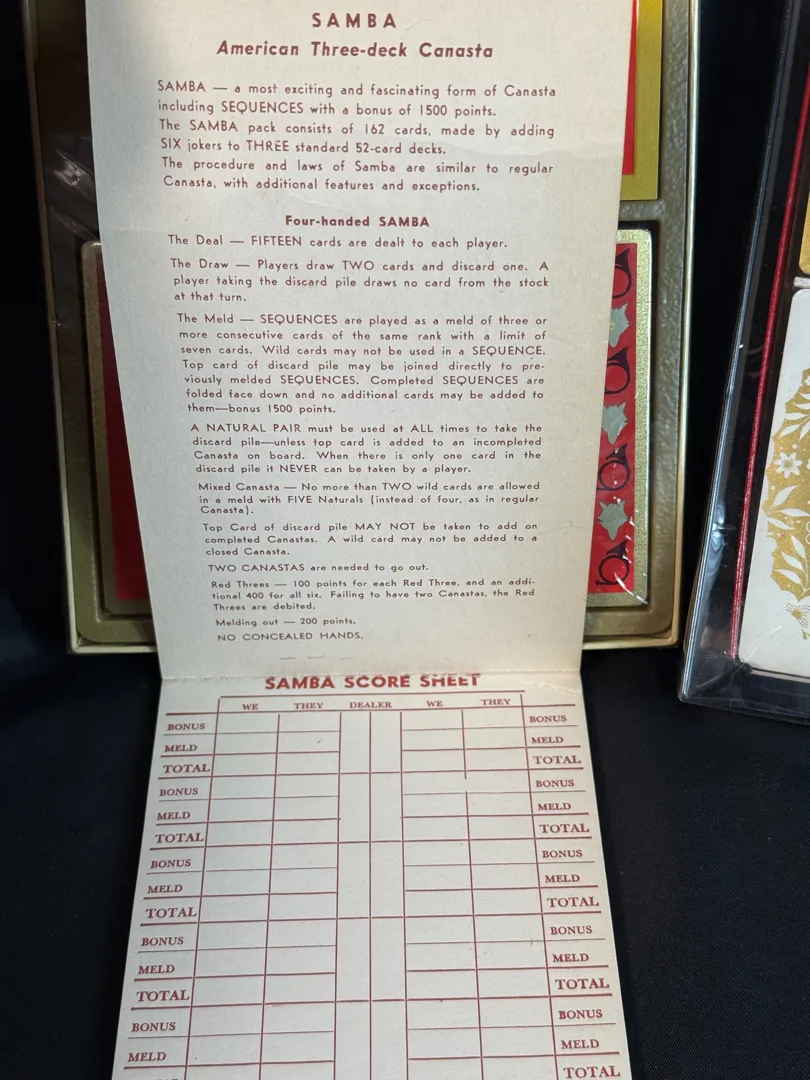 SAMBA
American Three-deck Canasta
SAMBA — a most exciting and fascinating form of Canasta
including SEQUENCES with a bonus of 1500 points.
The SAMBA pack consists of 162 cards, made by adding
SIX jokers to THREE standard 52-card decks.
The procedure and laws of Samba are similar to regular
Canasta, with additional features and exceptions.
Four-handed SAMBA
The Deal — FIFTEEN cards are dealt to each player.
The Draw — Players draw TWO cards and discard one. A
player taking the discard pile draws no card from the stock
at that turn.
The Meld — SEQUENCES are played as a meld of three or
more consecutive cards of the same rank with a limit of
seven cards. Wild cards may not be used in a SEQUENCE.
Top card of discard pile may be joined directly to pre-
viously melded SEQUENCES. Completed SEQUENCES are
folded face down and no additional cards may be added to
them—bonus 1500 points.
A NATURAL PAIR must be used at ALL times to take the
discard pile—unless top card is added to an incompleted
Canasta on board. When there is only one card in the
discard pile it NEVER can be taken by a player.
Mixed Canasta — No more than TWO wild cards are allowed
in a meld with FIVE Naturals (instead of four, as in regular
Canasta).
Top Card of discard pile MAY NOT be taken to add on
completed Canastas. A wild card may not be added to a
closed Canasta.
TWO CANASTAS are needed to go out.
Red Threes — 100 points for each Red Three, and an addi-
tional 400 for all six. Failing to have two Canastas, the Red
Threes are debited.
Melding out — 200 points.
NO CONCEALED HANDS.
SAMBA SCORE SHEET
WE THEY DEALER WE THEY
BONUS BONUS
MELD MELD
TOTAL TOTAL
BONUS BONUS
MELD MELD
TOTAL TOTAL
BONUS BONUS
MELD MELD
TOTAL TOTAL
BONUS BONUS
MELD MELD
TOTAL TOTAL
BONUS BONUS
MELD MELD
TOTAL